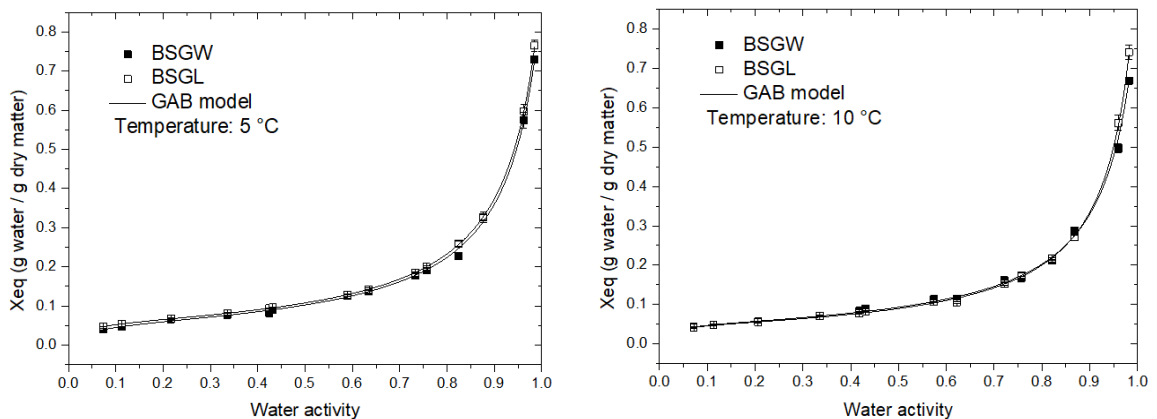 0.8
0.7
0.6
0.5
0.4
0.3
0.2
0.1
0.0
Xeq (g water / g dry matter)
BSGW
BSGL
GAB model
Temperature: 5 °C
0.0 0.1 0.2 0.3 0.4 0.5 0.6 0.7 0.8 0.9 1.0
Water activity
0.8
0.7
0.6
0.5
0.4
0.3
0.2
0.1
0.0
Xeq (g water / g dry matter)
BSGW
BSGL
GAB model
Temperature: 10 °C
0.0 0.1 0.2 0.3 0.4 0.5 0.6 0.7 0.8 0.9 1.0
Water activity